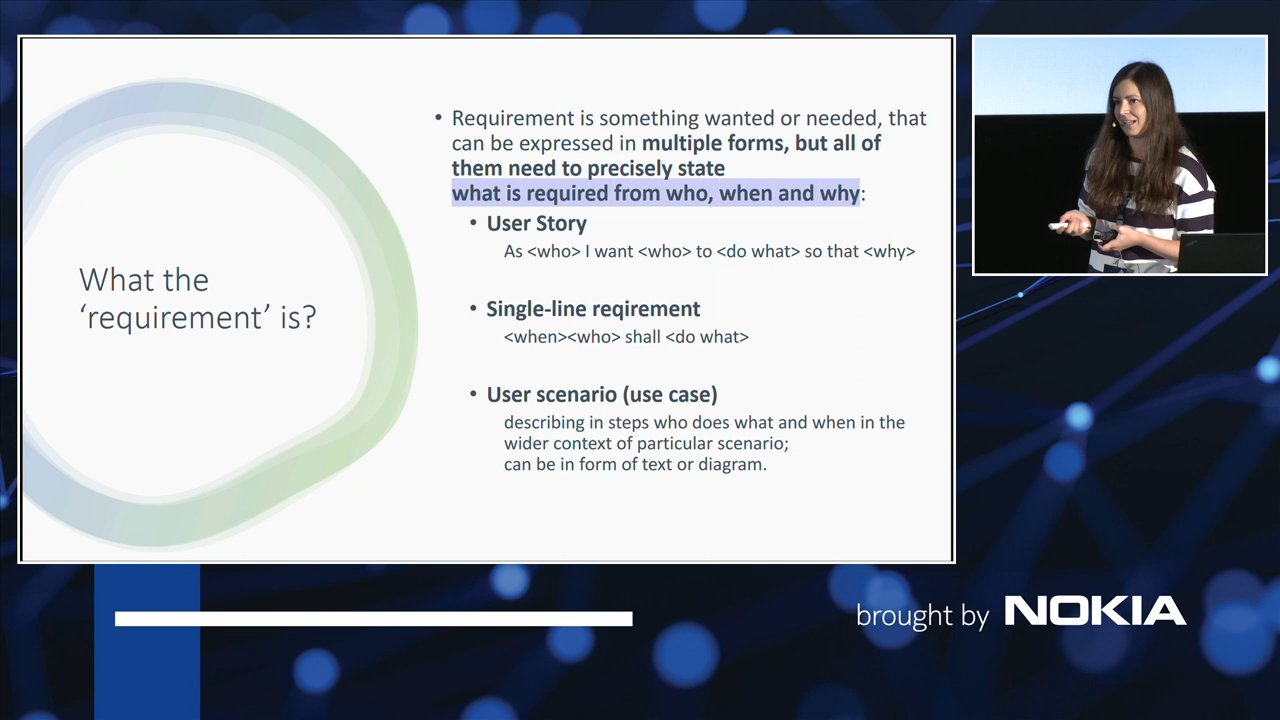 What the
‘requirement’ is?
• Requirement is something wanted or needed, that
can be expressed in multiple forms, but all of
them need to precisely state
what is required from who, when and why:
• User Story
As <who> I want <who> to <do what> so that <why>
• Single-line reqirement
<when><who> shall <do what>
• User scenario (use case)
describing in steps who does what and when in the
wider context of particular scenario;
can be in form of text or diagram.
brought by NOKIA